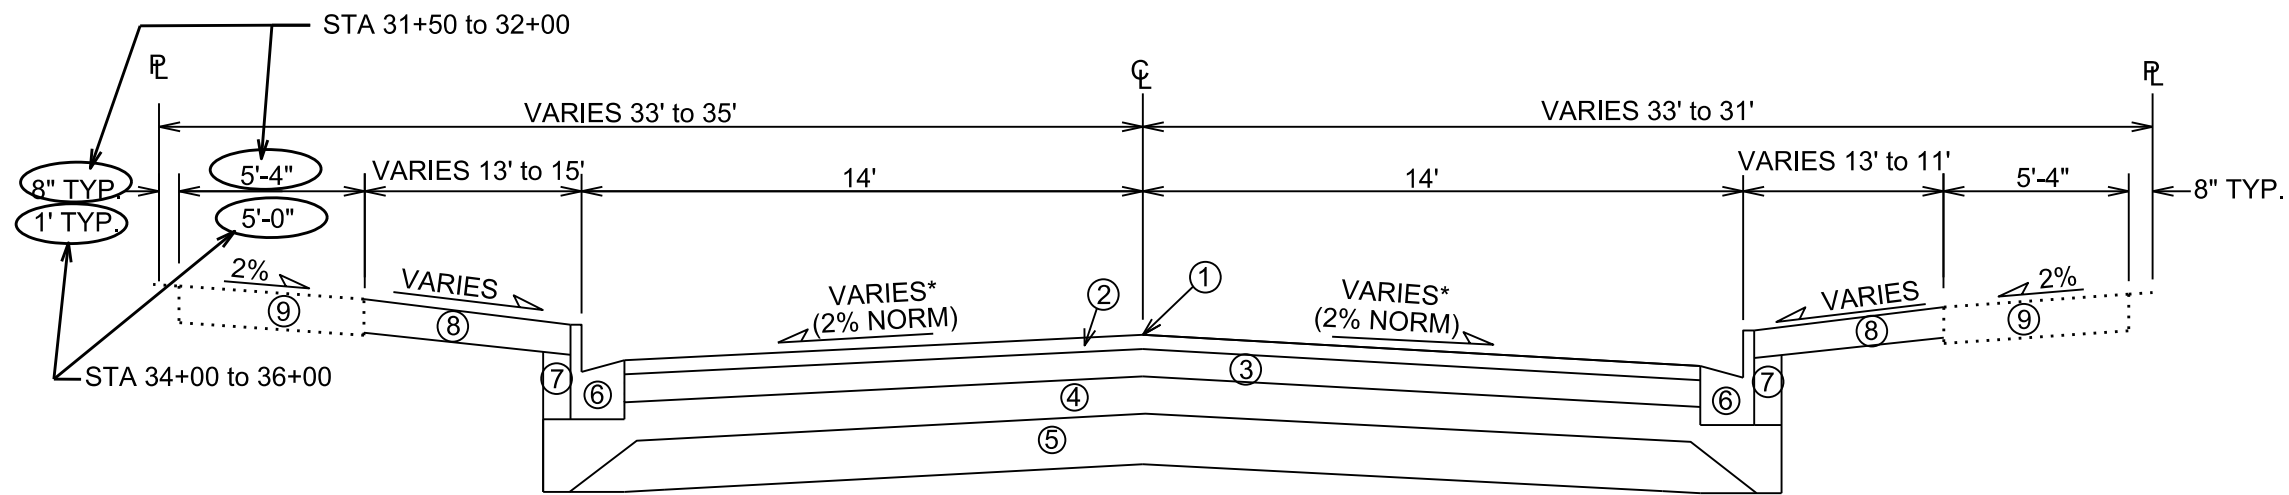 STA 31+50 to 32+00
PL
CL
PL
VARIES 33' to 35'
VARIES 33' to 31'
8" TYP.
5'-4"
VARIES 13' to 15'
14'
14'
VARIES 13' to 11'
5'-4"
8" TYP.
1' TYP.
5'-0"
2%
VARIES
VARIES*
(2% NORM)
2
1
VARIES*
(2% NORM)
VARIES
2%
9
8
8
9
STA 34+00 to 36+00
7
6
3
4
5
6
7